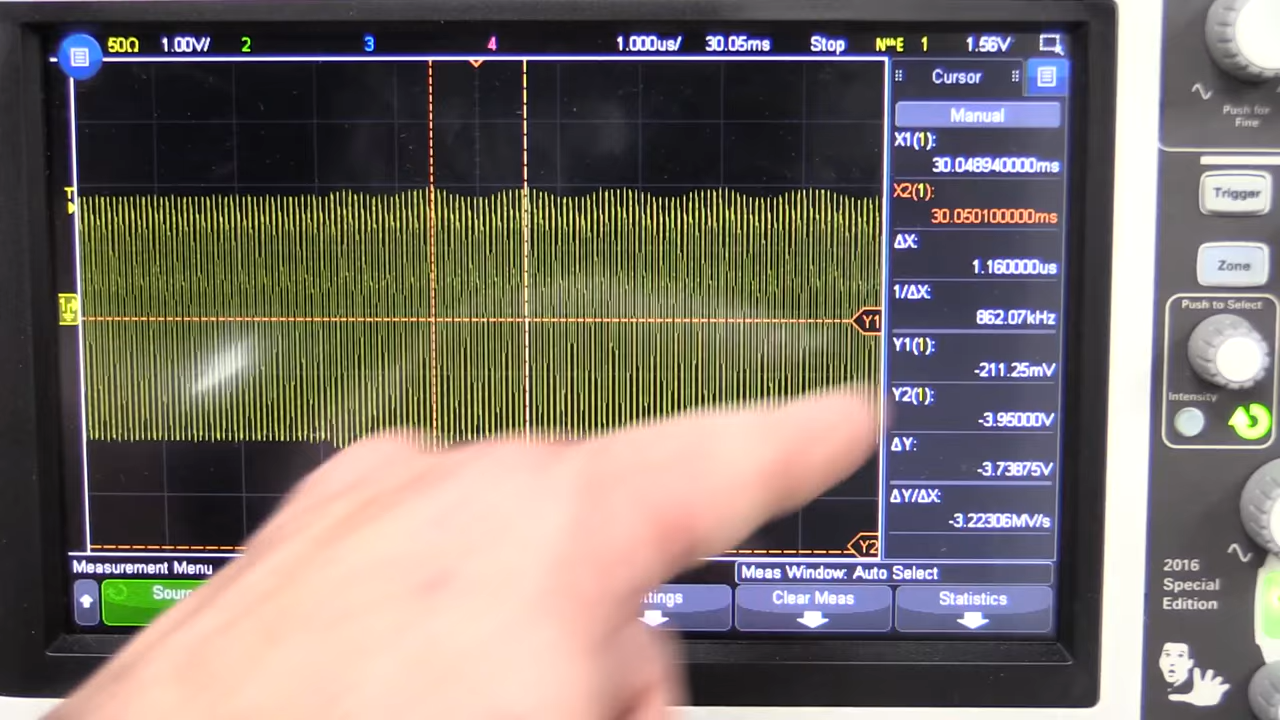 50Ω 1.00V/ 2 3 4 1.000us/ 30.05ms Stop NᵗʰE 1 1.56V
Cursor
Manual
X1(1):
30.048940000ms
X2(1):
30.050100000ms
ΔX:
1.160000us
1/ΔX:
862.07kHz
Y1(1):
-211.25mV
Y2(1):
-3.95000V
ΔY:
-3.73875V
ΔY/ΔX:
-3.22306MV/s
T
Y1
Y2
Measurement Menu
Meas Window: Auto Select
Clear Meas
Statistics
Push for
Fine
Trigger
Zone
Push to Select
Intensity
2016
Special
Edition